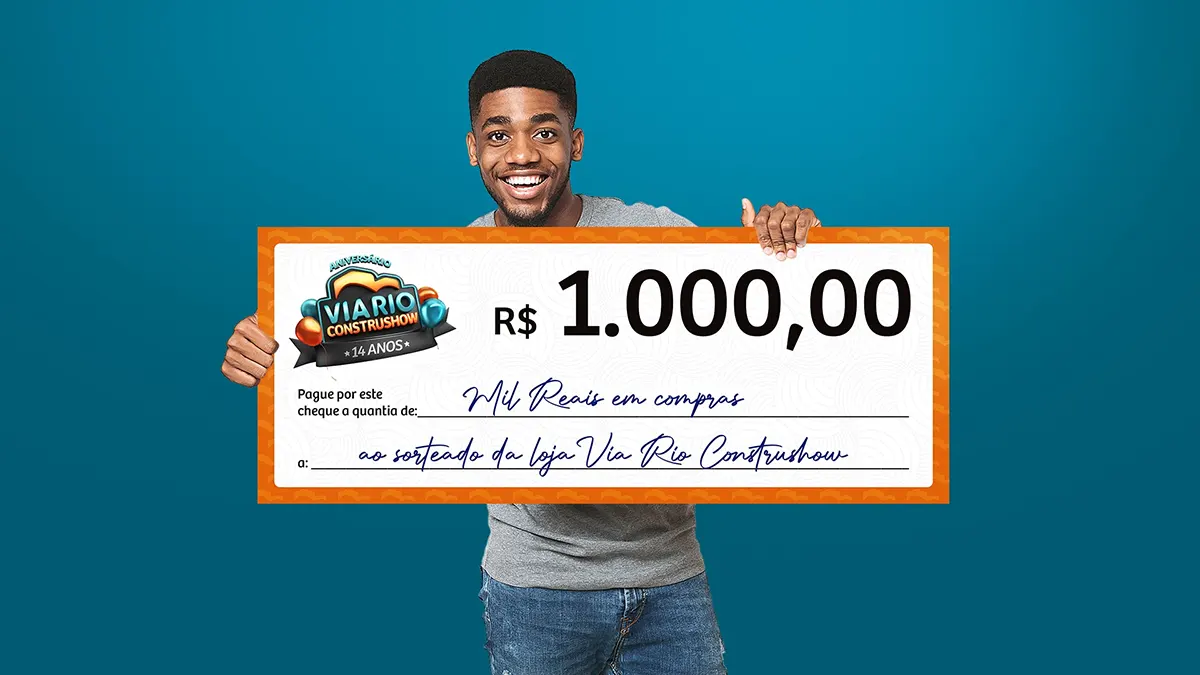 ANIVERSÁRIO
VIA RIO
CONSTRUSHOW
★14 ANOS★
R$ 1.000,00
Pague por este
cheque a quantia de: Mil Reais em compras
a: ao sorteado da loja Via Rio Construshow